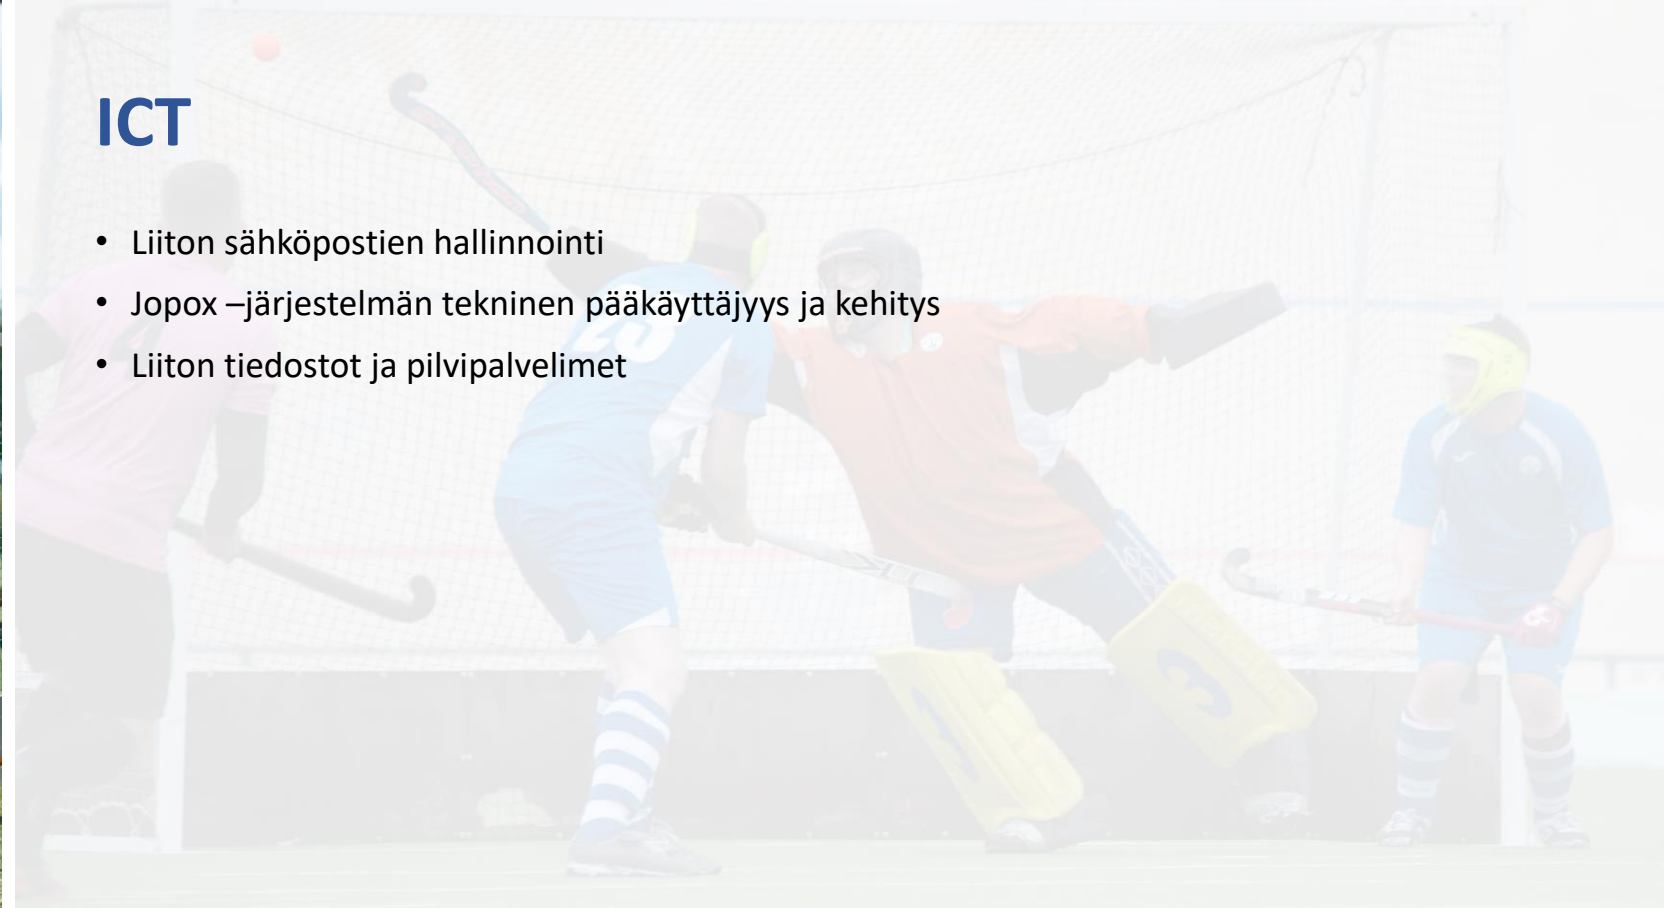 ICT
• Liiton sähköpostien hallinnointi
• Jopox –järjestelmän tekninen pääkäyttäjyys ja kehitys
• Liiton tiedostot ja pilvipalvelimet